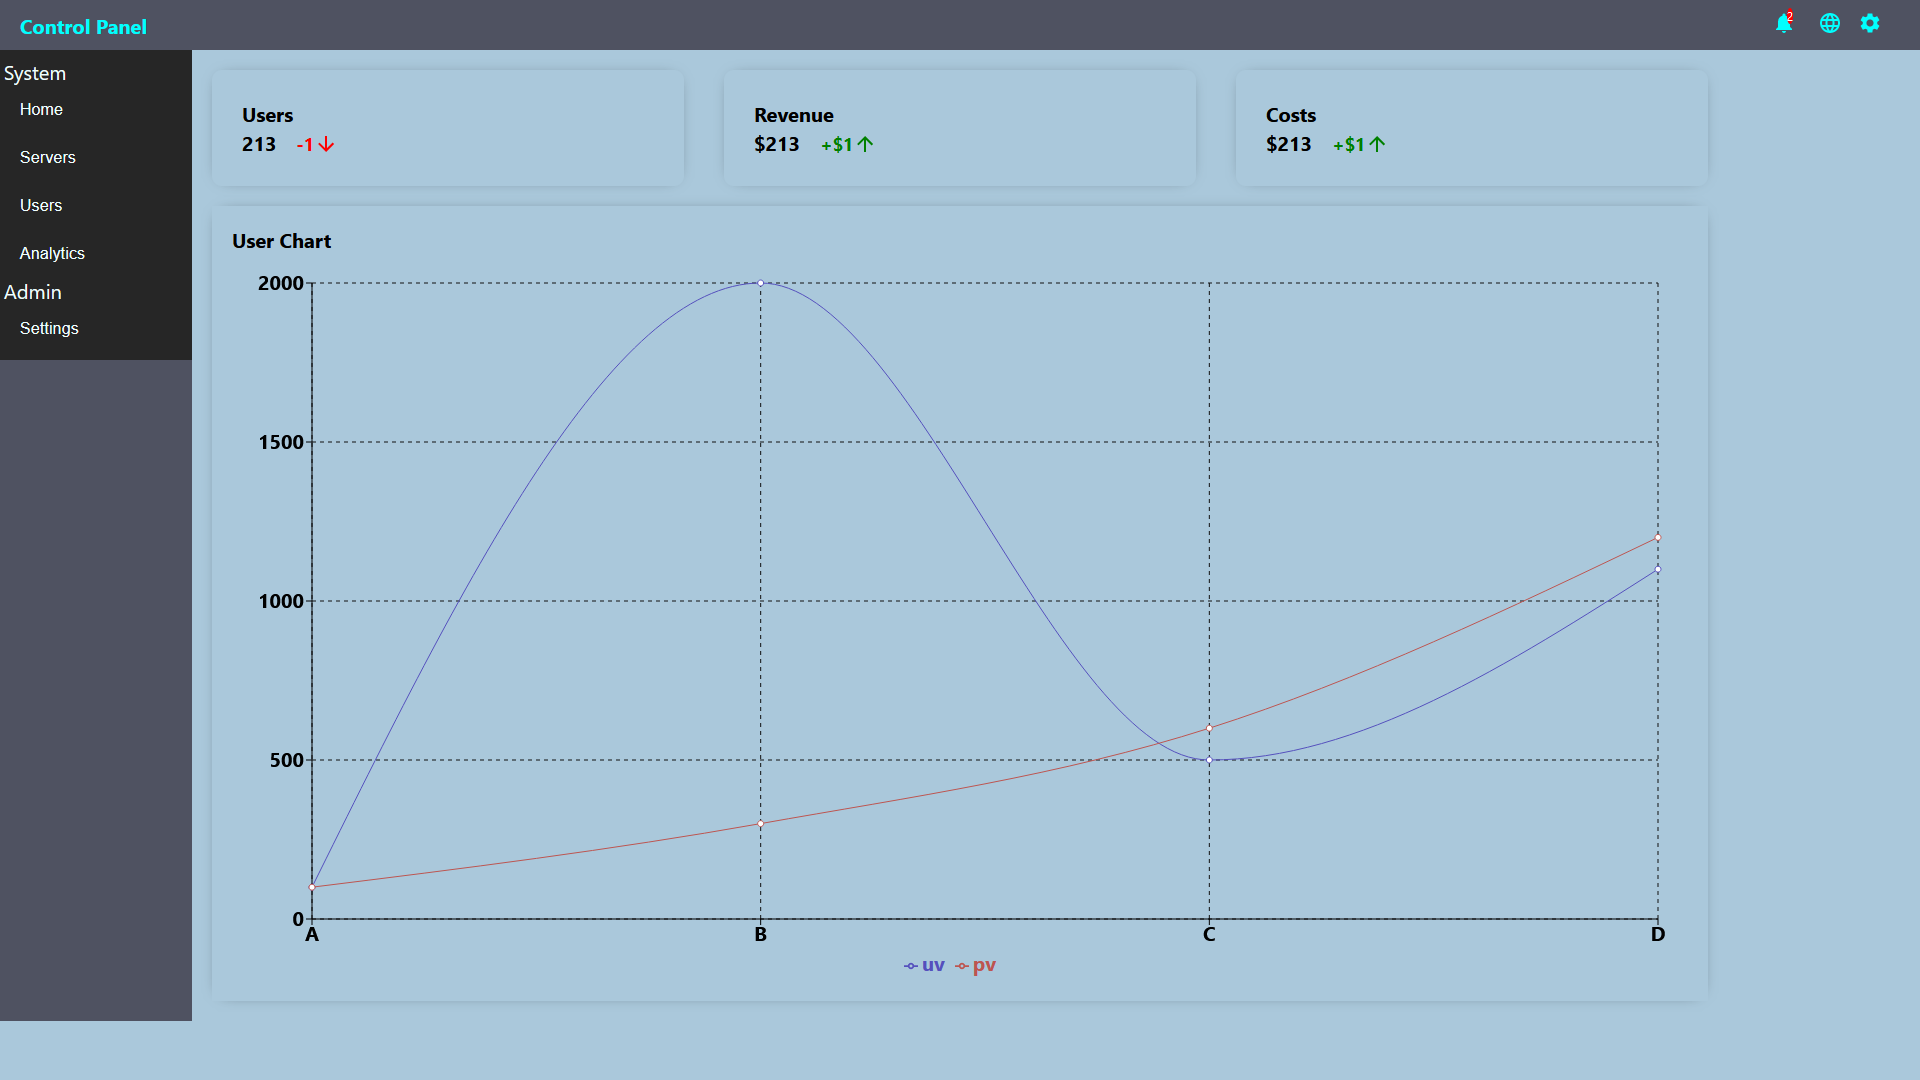 Control Panel
2
System
Home
Servers
Users
Analytics
Admin
Settings
Users
213 -1
Revenue
$213 +$1
Costs
$213 +$1
User Chart
2000
1500
1000
500
0
A B C D
uv pv